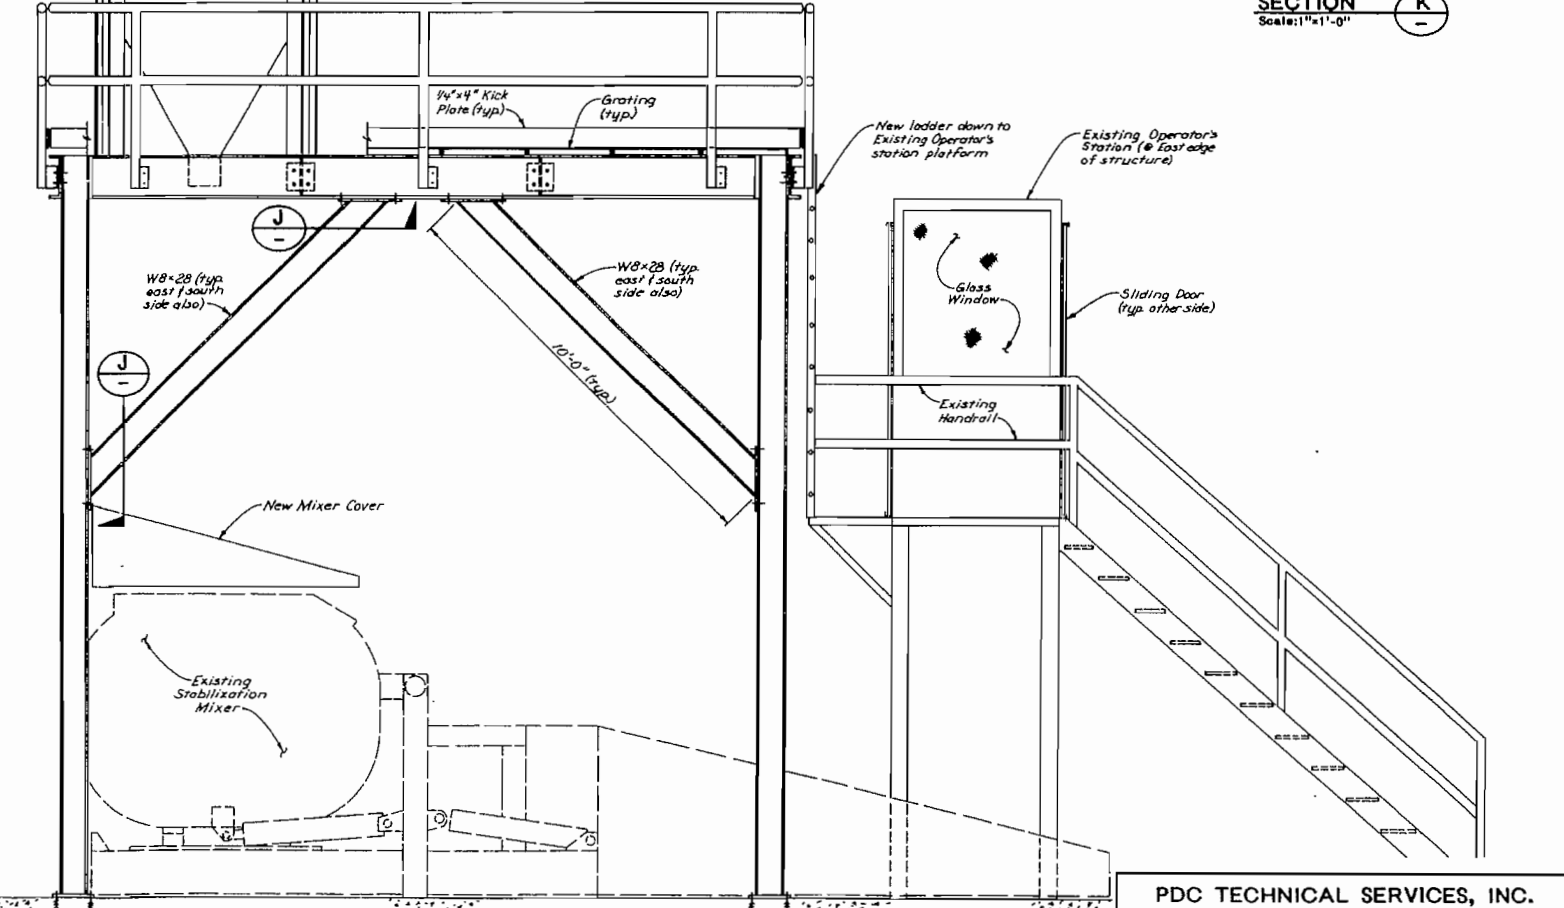 SECTION K
–
Scale:1"=1'-0"
1/4"x4" Kick
Plate (typ.)
Grating
(typ.)
New ladder down to
Existing Operator's
station platform
Existing Operator's
Station (@ East edge
of structure)
J
–
W8x28 (typ.
east & south
side also)
W8x28 (typ.
east & south
side also)
Glass
Window
Sliding Door
(typ. other side)
10'-0" (typ.)
J
–
Existing
Handrail
New Mixer Cover
Existing
Stabilization
Mixer
PDC TECHNICAL SERVICES, INC.